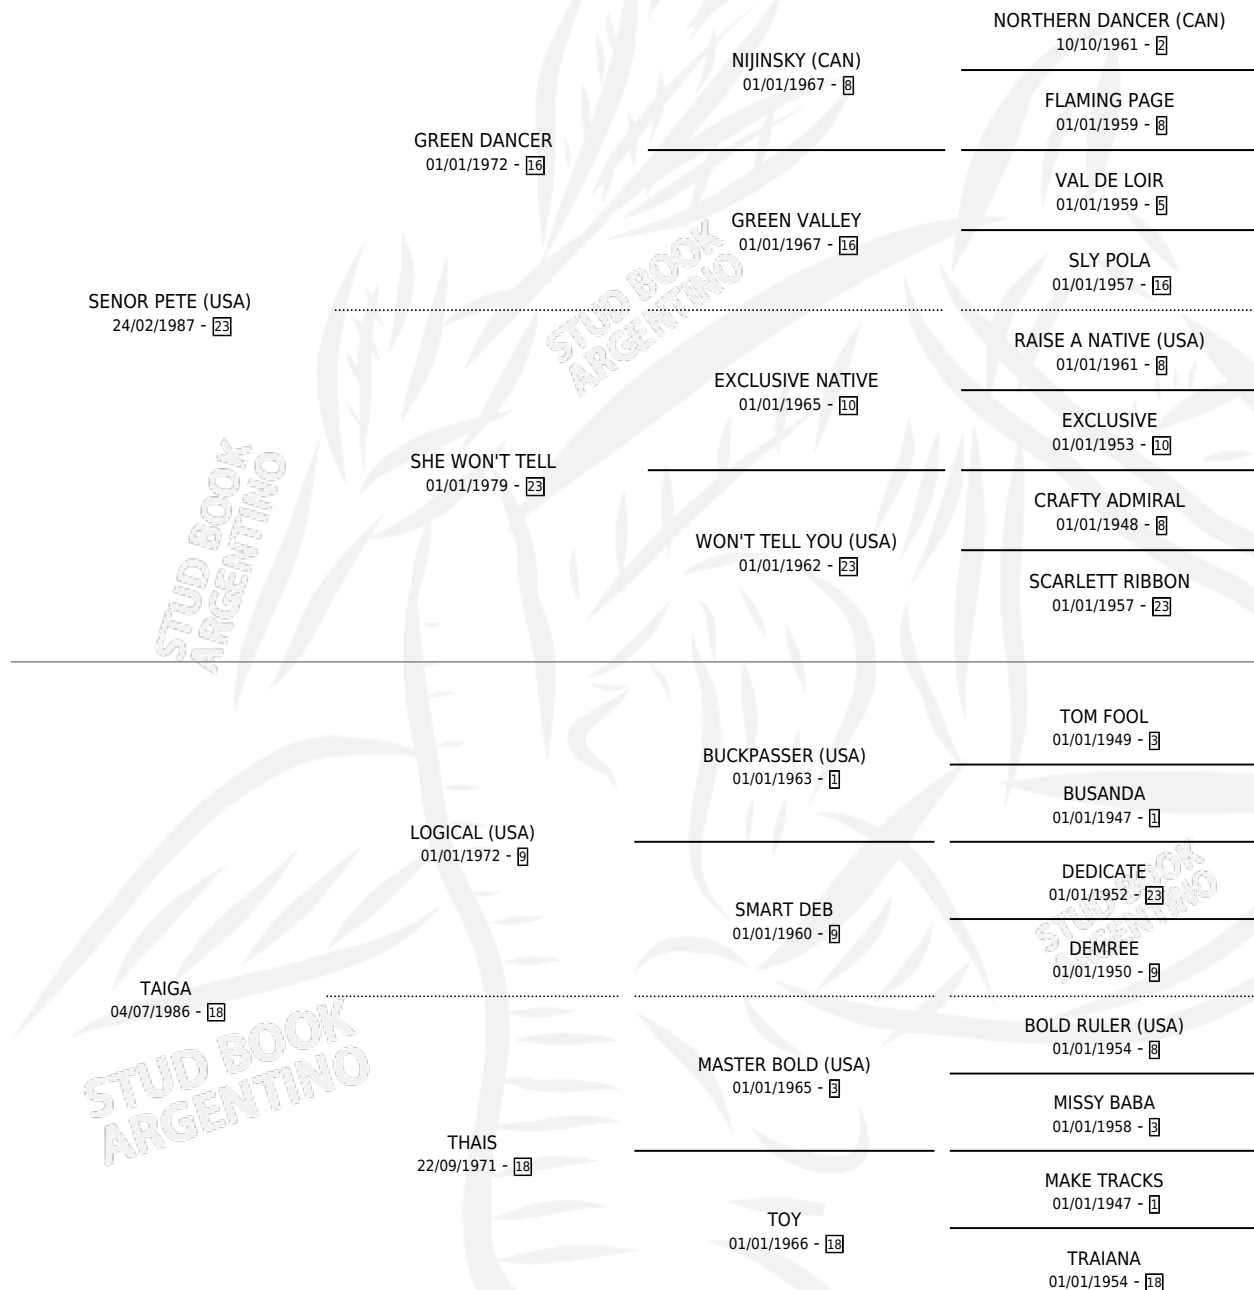 NORTHERN DANCER (CAN)
10/10/1961 - 2
NIJINSKY (CAN)
01/01/1967 - 8
FLAMING PAGE
01/01/1959 - 8
GREEN DANCER
01/01/1972 - 16
VAL DE LOIR
01/01/1959 - 5
GREEN VALLEY
01/01/1967 - 16
SLY POLA
01/01/1957 - 16
SENOR PETE (USA)
24/02/1987 - 23
RAISE A NATIVE (USA)
01/01/1961 - 8
EXCLUSIVE NATIVE
01/01/1965 - 10
EXCLUSIVE
01/01/1953 - 10
SHE WON'T TELL
01/01/1979 - 23
CRAFTY ADMIRAL
01/01/1948 - 8
WON'T TELL YOU (USA)
01/01/1962 - 23
SCARLETT RIBBON
01/01/1957 - 23
TOM FOOL
01/01/1949 - 3
BUCKPASSER (USA)
01/01/1963 - 1
BUSANDA
01/01/1947 - 1
LOGICAL (USA)
01/01/1972 - 9
DEDICATE
01/01/1952 - 23
SMART DEB
01/01/1960 - 9
DEMREE
01/01/1950 - 9
TAIGA
04/07/1986 - 18
BOLD RULER (USA)
01/01/1954 - 8
MASTER BOLD (USA)
01/01/1965 - 3
MISSY BABA
01/01/1958 - 3
THAIS
22/09/1971 - 18
MAKE TRACKS
01/01/1947 - 1
TOY
01/01/1966 - 18
TRAIANA
01/01/1954 - 18
STUD BOOK
ARGENTINO
STUD BOOK
ARGENTINO
STUD BOOK
ARGENTINO
STUD BOOK
ARGENTINO